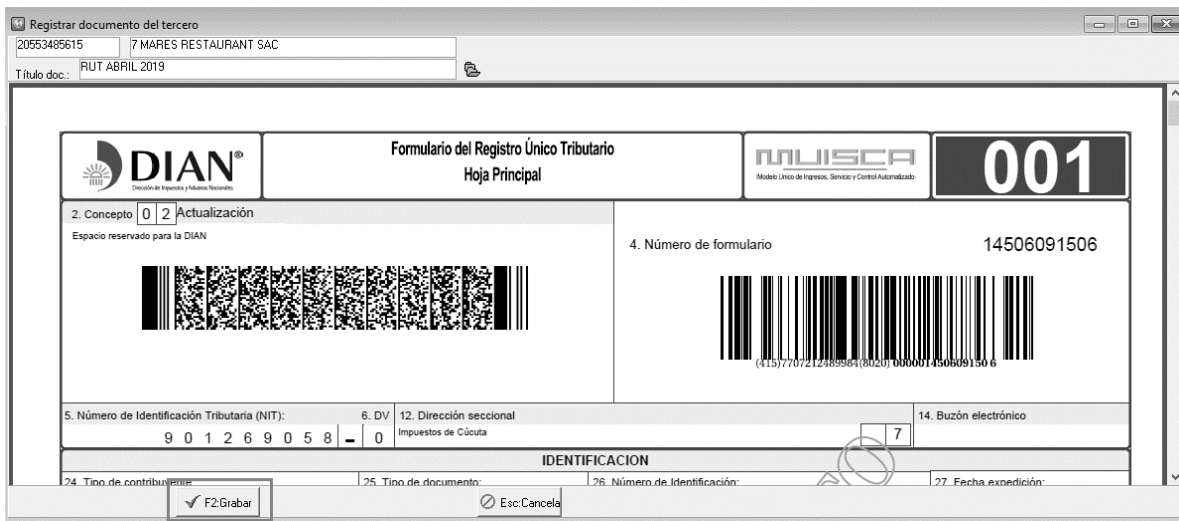 Registrar documento del tercero
20553485615 7 MARES RESTAURANT SAC
Título doc.: RUT ABRIL 2019
DIAN®
Dirección de Impuestos y Aduanas Nacionales
Formulario del Registro Único Tributario
Hoja Principal
MUISCA
Modelo Único de Ingresos, Servicio y Control Automatizado
001
2. Concepto 0 2 Actualización
Espacio reservado para la DIAN
4. Número de formulario 14506091506
(415)7707212489984(8020) 000001450609150 6
5. Número de Identificación Tributaria (NIT): 6. DV 12. Dirección seccional 14. Buzón electrónico
9 0 1 2 6 9 0 5 8 - 0 Impuestos de Cúcuta 7
IDENTIFICACION
24. Tipo de contribuyente 25. Tipo de documento: 26. Número de Identificación: 27. Fecha expedición:
F2:Grabar Esc:Cancela